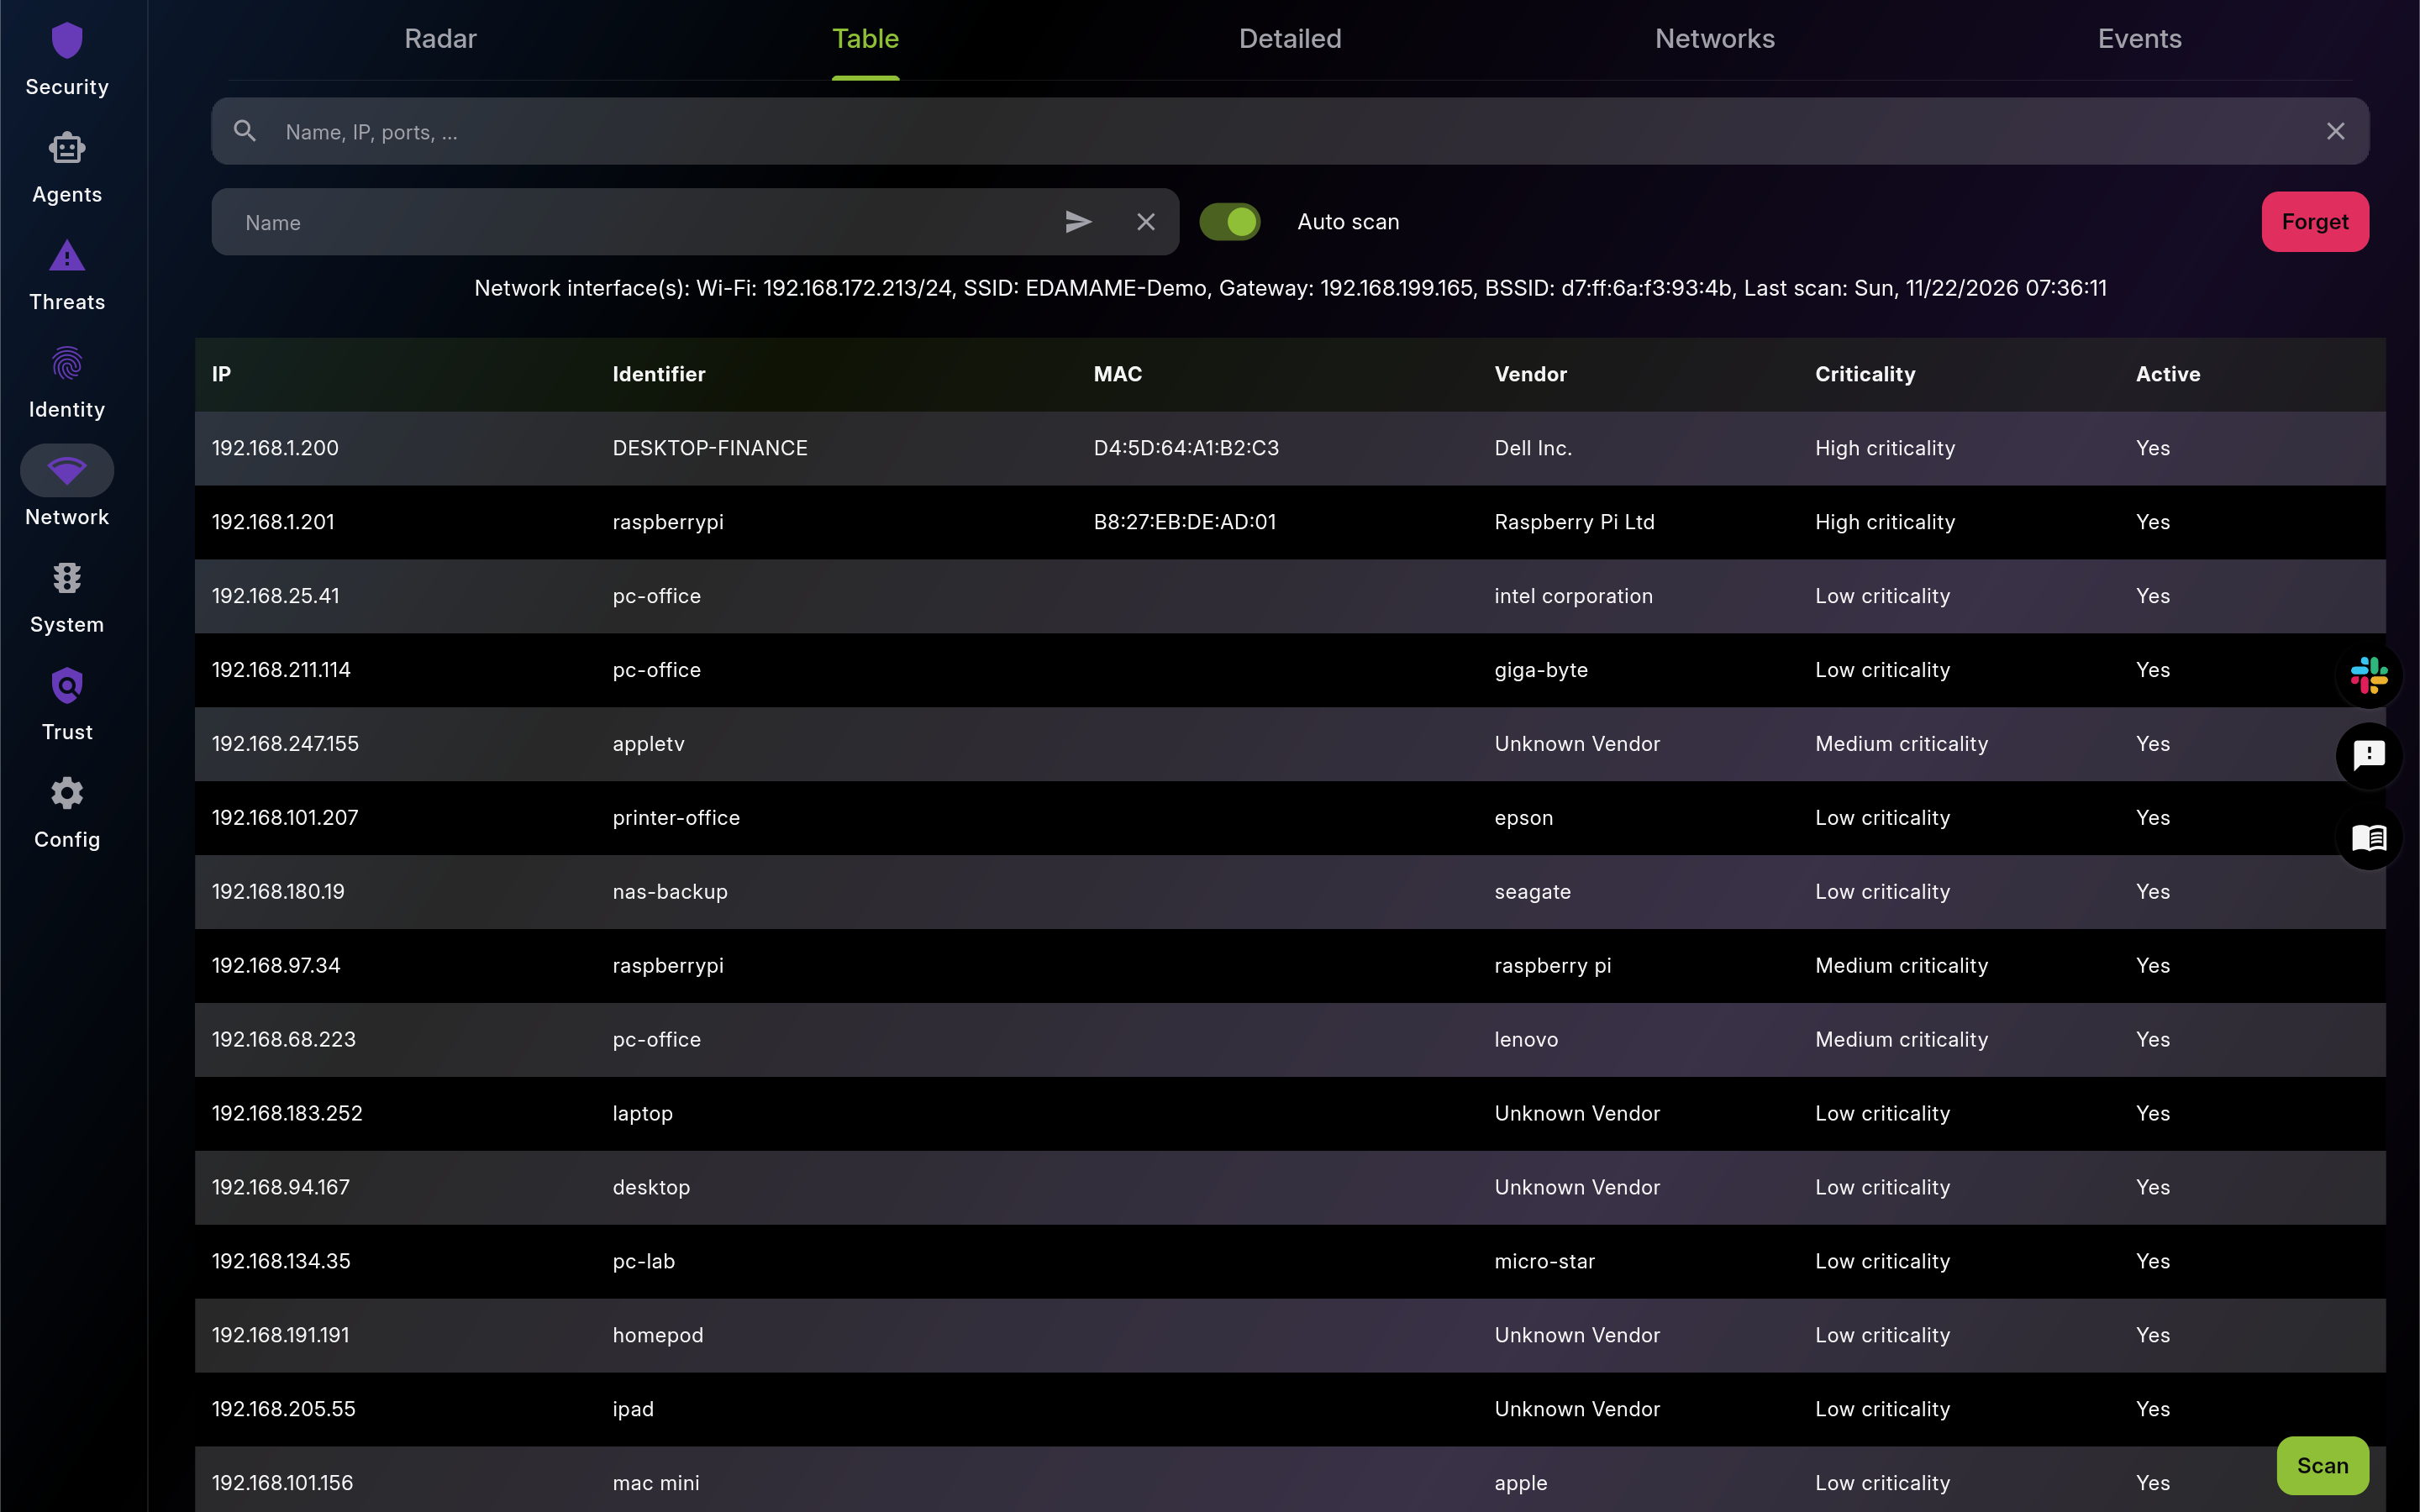 Radar Table Detailed Networks Events
Security
Agents
Threats
Identity
Network
System
Trust
Config
Name, IP, ports, ...
Name
Auto scan
Forget
Network interface(s): Wi-Fi: 192.168.172.213/24, SSID: EDAMAME-Demo, Gateway: 192.168.199.165, BSSID: d7:ff:6a:f3:93:4b, Last scan: Sun, 11/22/2026 07:36:11
IP Identifier MAC Vendor Criticality Active
192.168.1.200 DESKTOP-FINANCE D4:5D:64:A1:B2:C3 Dell Inc. High criticality Yes
192.168.1.201 raspberrypi B8:27:EB:DE:AD:01 Raspberry Pi Ltd High criticality Yes
192.168.25.41 pc-office intel corporation Low criticality Yes
192.168.211.114 pc-office giga-byte Low criticality Yes
192.168.247.155 appletv Unknown Vendor Medium criticality Yes
192.168.101.207 printer-office epson Low criticality Yes
192.168.180.19 nas-backup seagate Low criticality Yes
192.168.97.34 raspberrypi raspberry pi Medium criticality Yes
192.168.68.223 pc-office lenovo Medium criticality Yes
192.168.183.252 laptop Unknown Vendor Low criticality Yes
192.168.94.167 desktop Unknown Vendor Low criticality Yes
192.168.134.35 pc-lab micro-star Low criticality Yes
192.168.191.191 homepod Unknown Vendor Low criticality Yes
192.168.205.55 ipad Unknown Vendor Low criticality Yes
192.168.101.156 mac mini apple Low criticality Yes
Scan